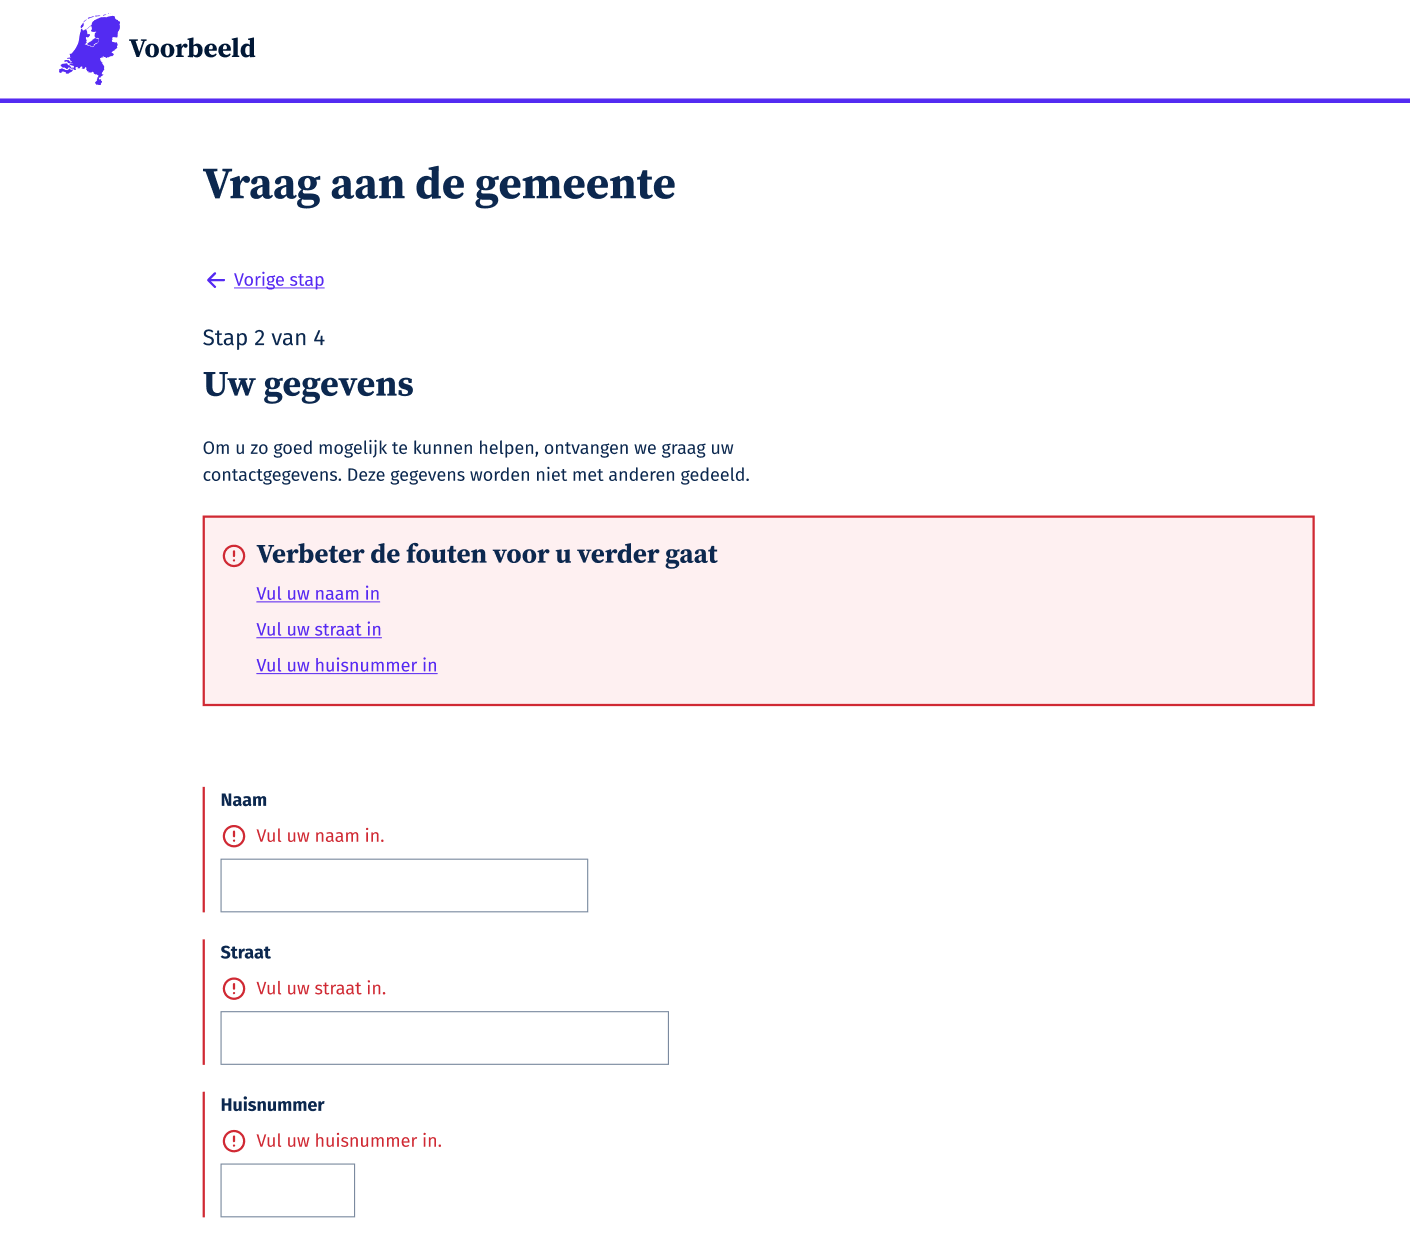 Voorbeeld
Vraag aan de gemeente
Vorige stap
Stap 2 van 4
Uw gegevens
Om u zo goed mogelijk te kunnen helpen, ontvangen we graag uw
contactgegevens. Deze gegevens worden niet met anderen gedeeld.
Verbeter de fouten voor u verder gaat
Vul uw naam in
Vul uw straat in
Vul uw huisnummer in
Naam
Vul uw naam in.
Straat
Vul uw straat in.
Huisnummer
Vul uw huisnummer in.